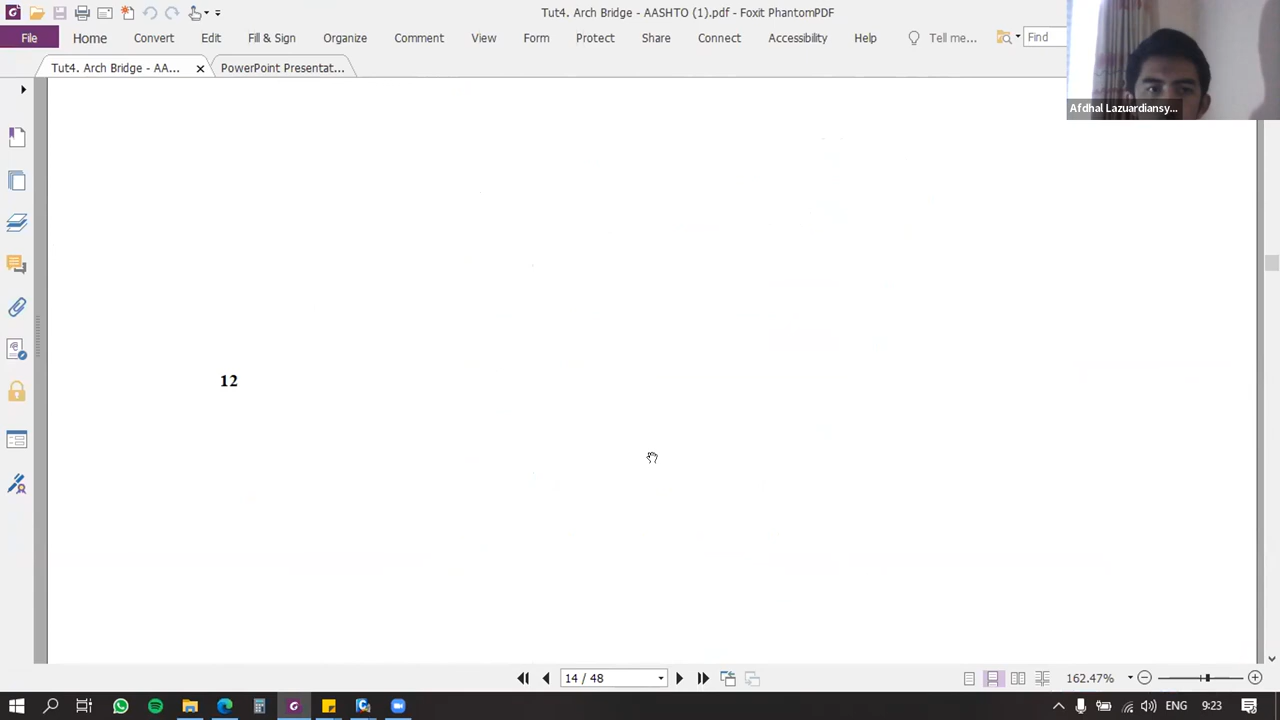 Tut4. Arch Bridge - AASHTO (1).pdf - Foxit PhantomPDF
File Home Convert Edit Fill & Sign Organize Comment View Form Protect Share Connect Accessibility Help Tell me... Find
Tut4. Arch Bridge - AA... PowerPoint Presentat...
Afdhal Lazuardiansy...
12
14 / 48
162.47%
ENG 9:23